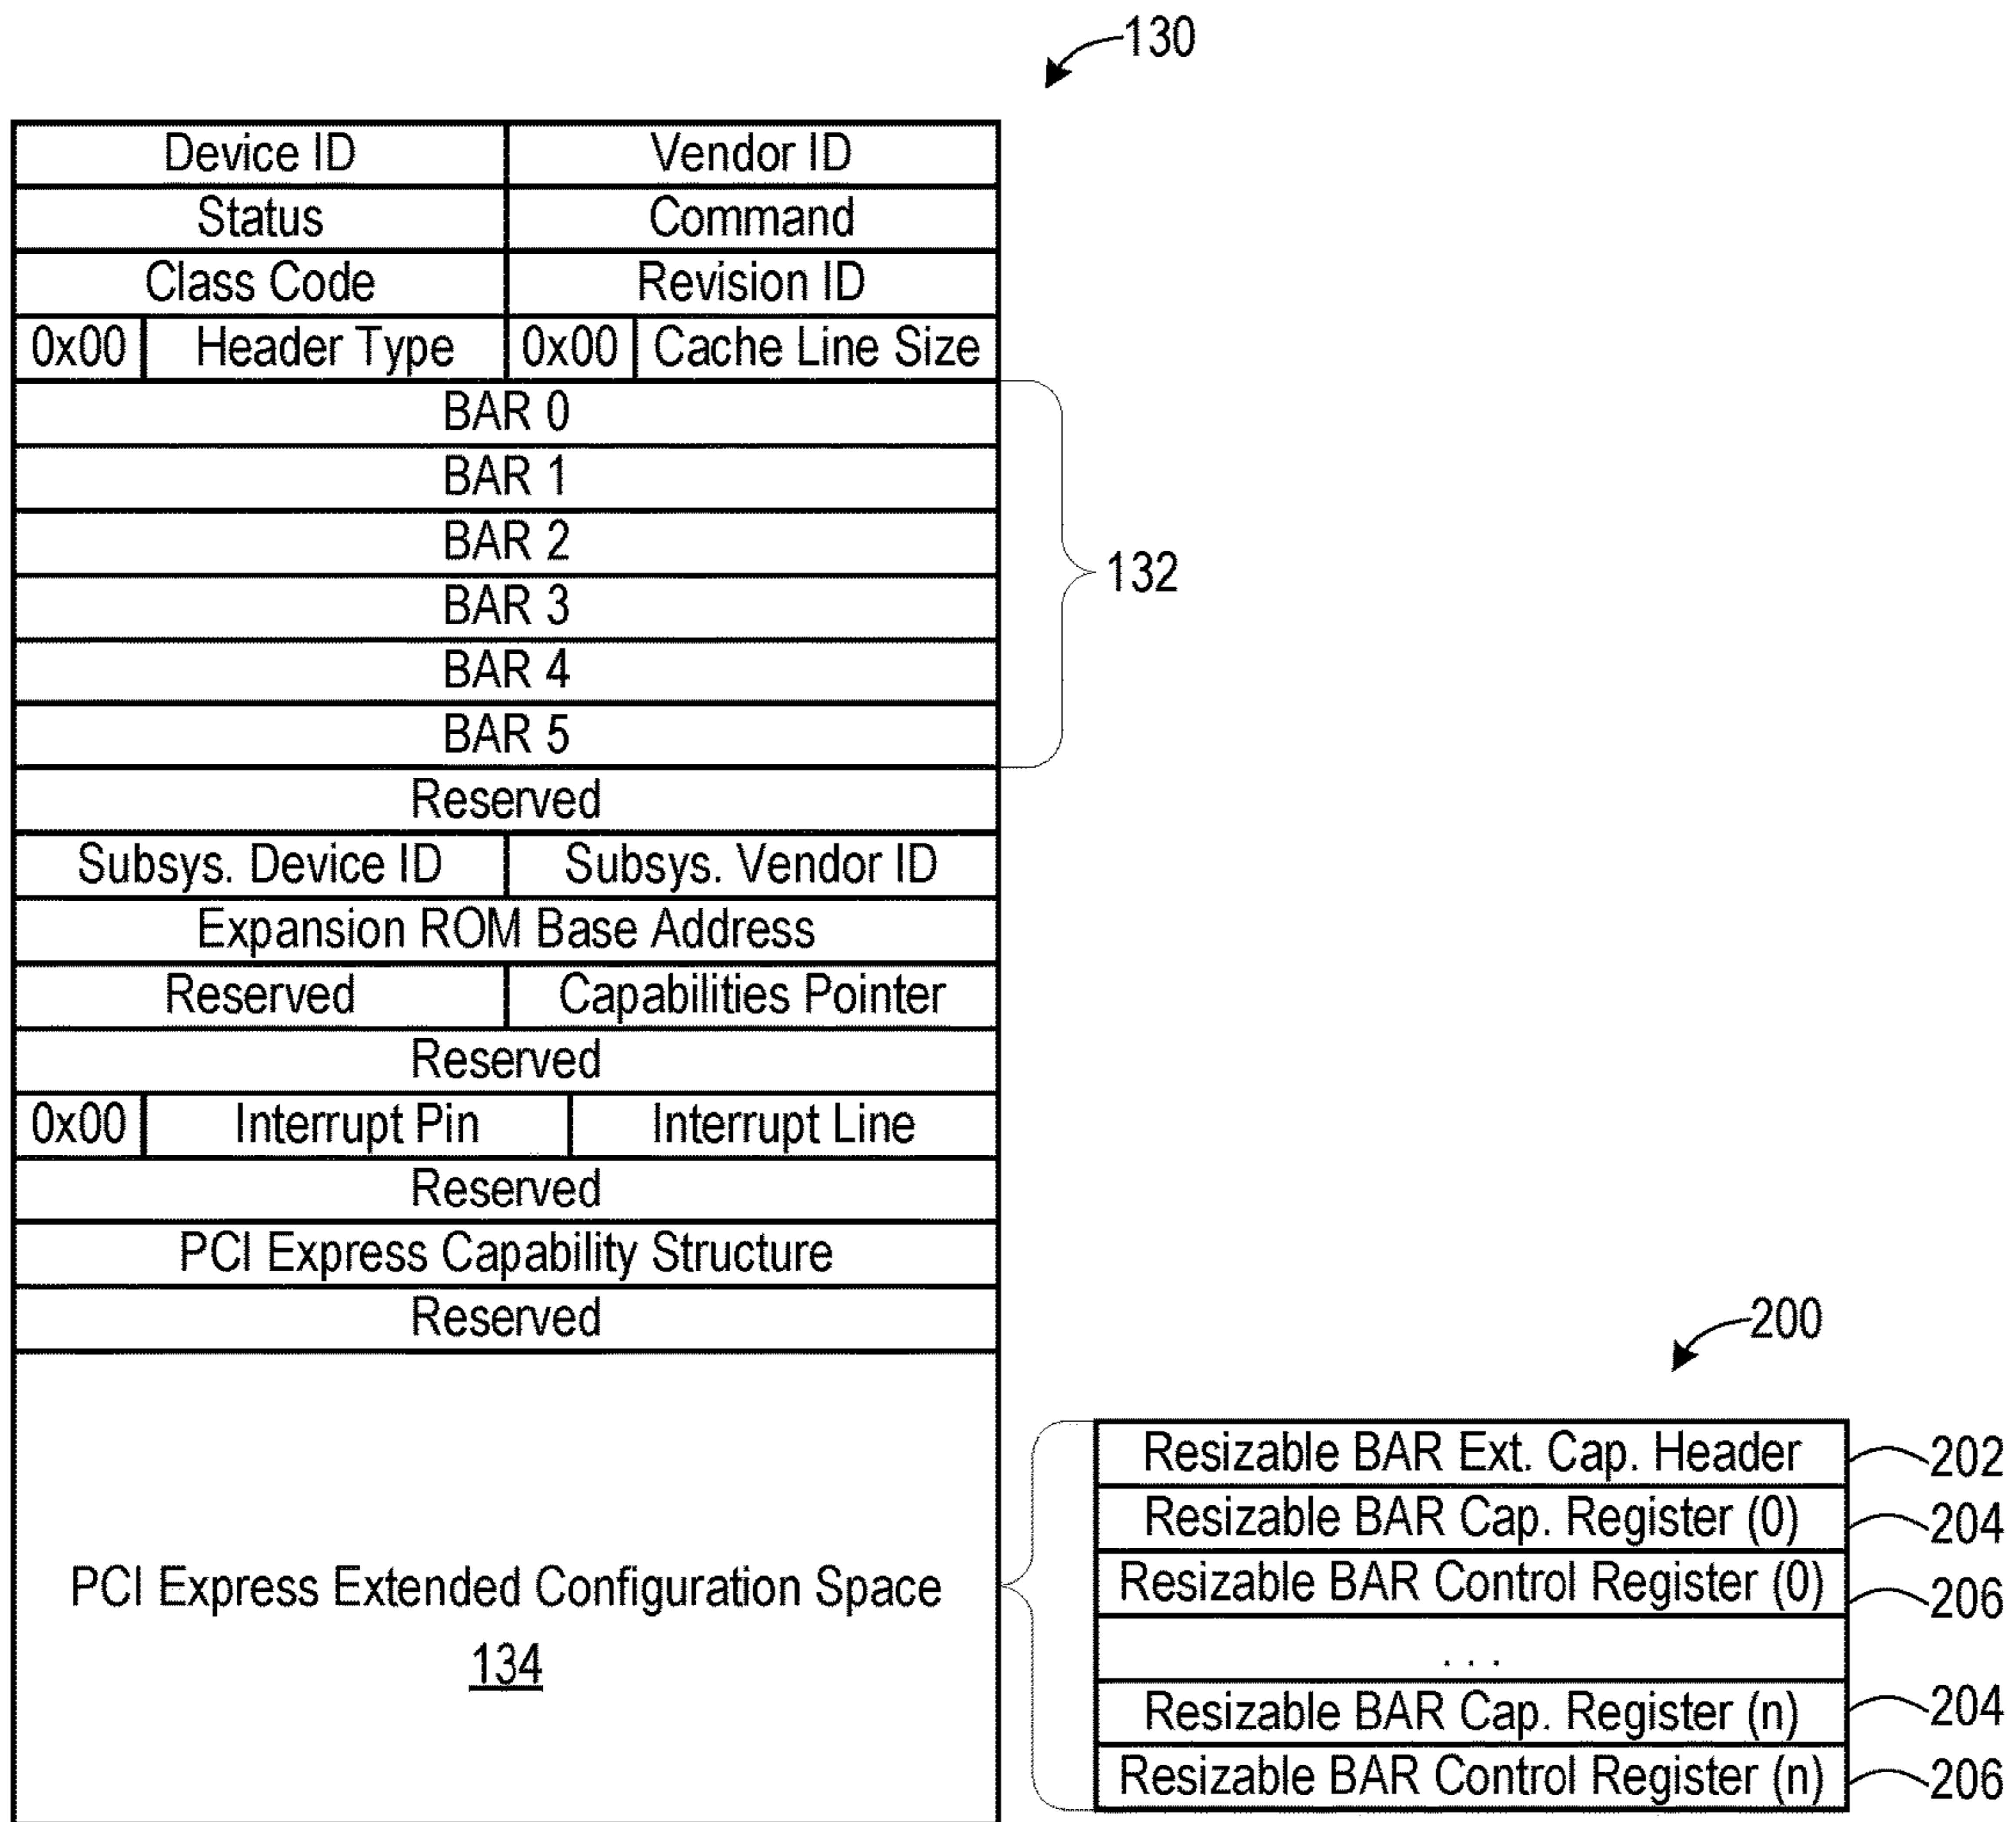 130
Device ID Vendor ID
Status Command
Class Code Revision ID
0x00 Header Type 0x00 Cache Line Size
BAR 0
BAR 1
BAR 2
BAR 3
132
BAR 4
BAR 5
Reserved
Subsys. Device ID Subsys. Vendor ID
Expansion ROM Base Address
Reserved Capabilities Pointer
Reserved
0x00 Interrupt Pin Interrupt Line
Reserved
PCI Express Capability Structure
Reserved
PCI Express Extended Configuration Space
134
200
Resizable BAR Ext. Cap. Header 202
Resizable BAR Cap. Register (0) 204
Resizable BAR Control Register (0) 206
. . .
Resizable BAR Cap. Register (n) 204
Resizable BAR Control Register (n) 206